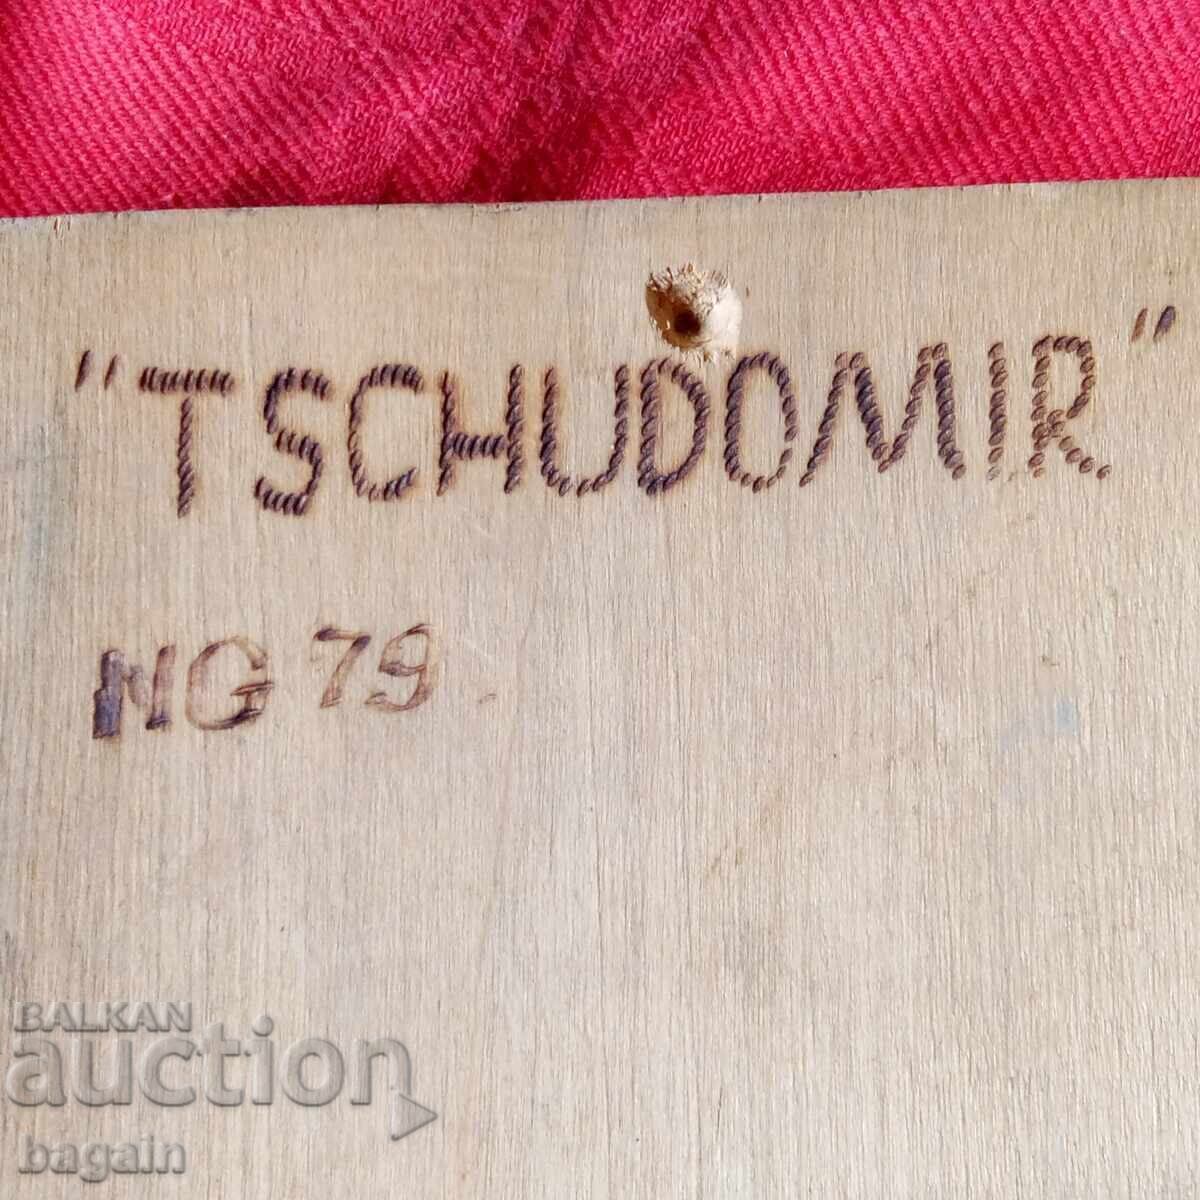 "TSCHUDOMIR"
NG 79
BALKAN
auction
bagain